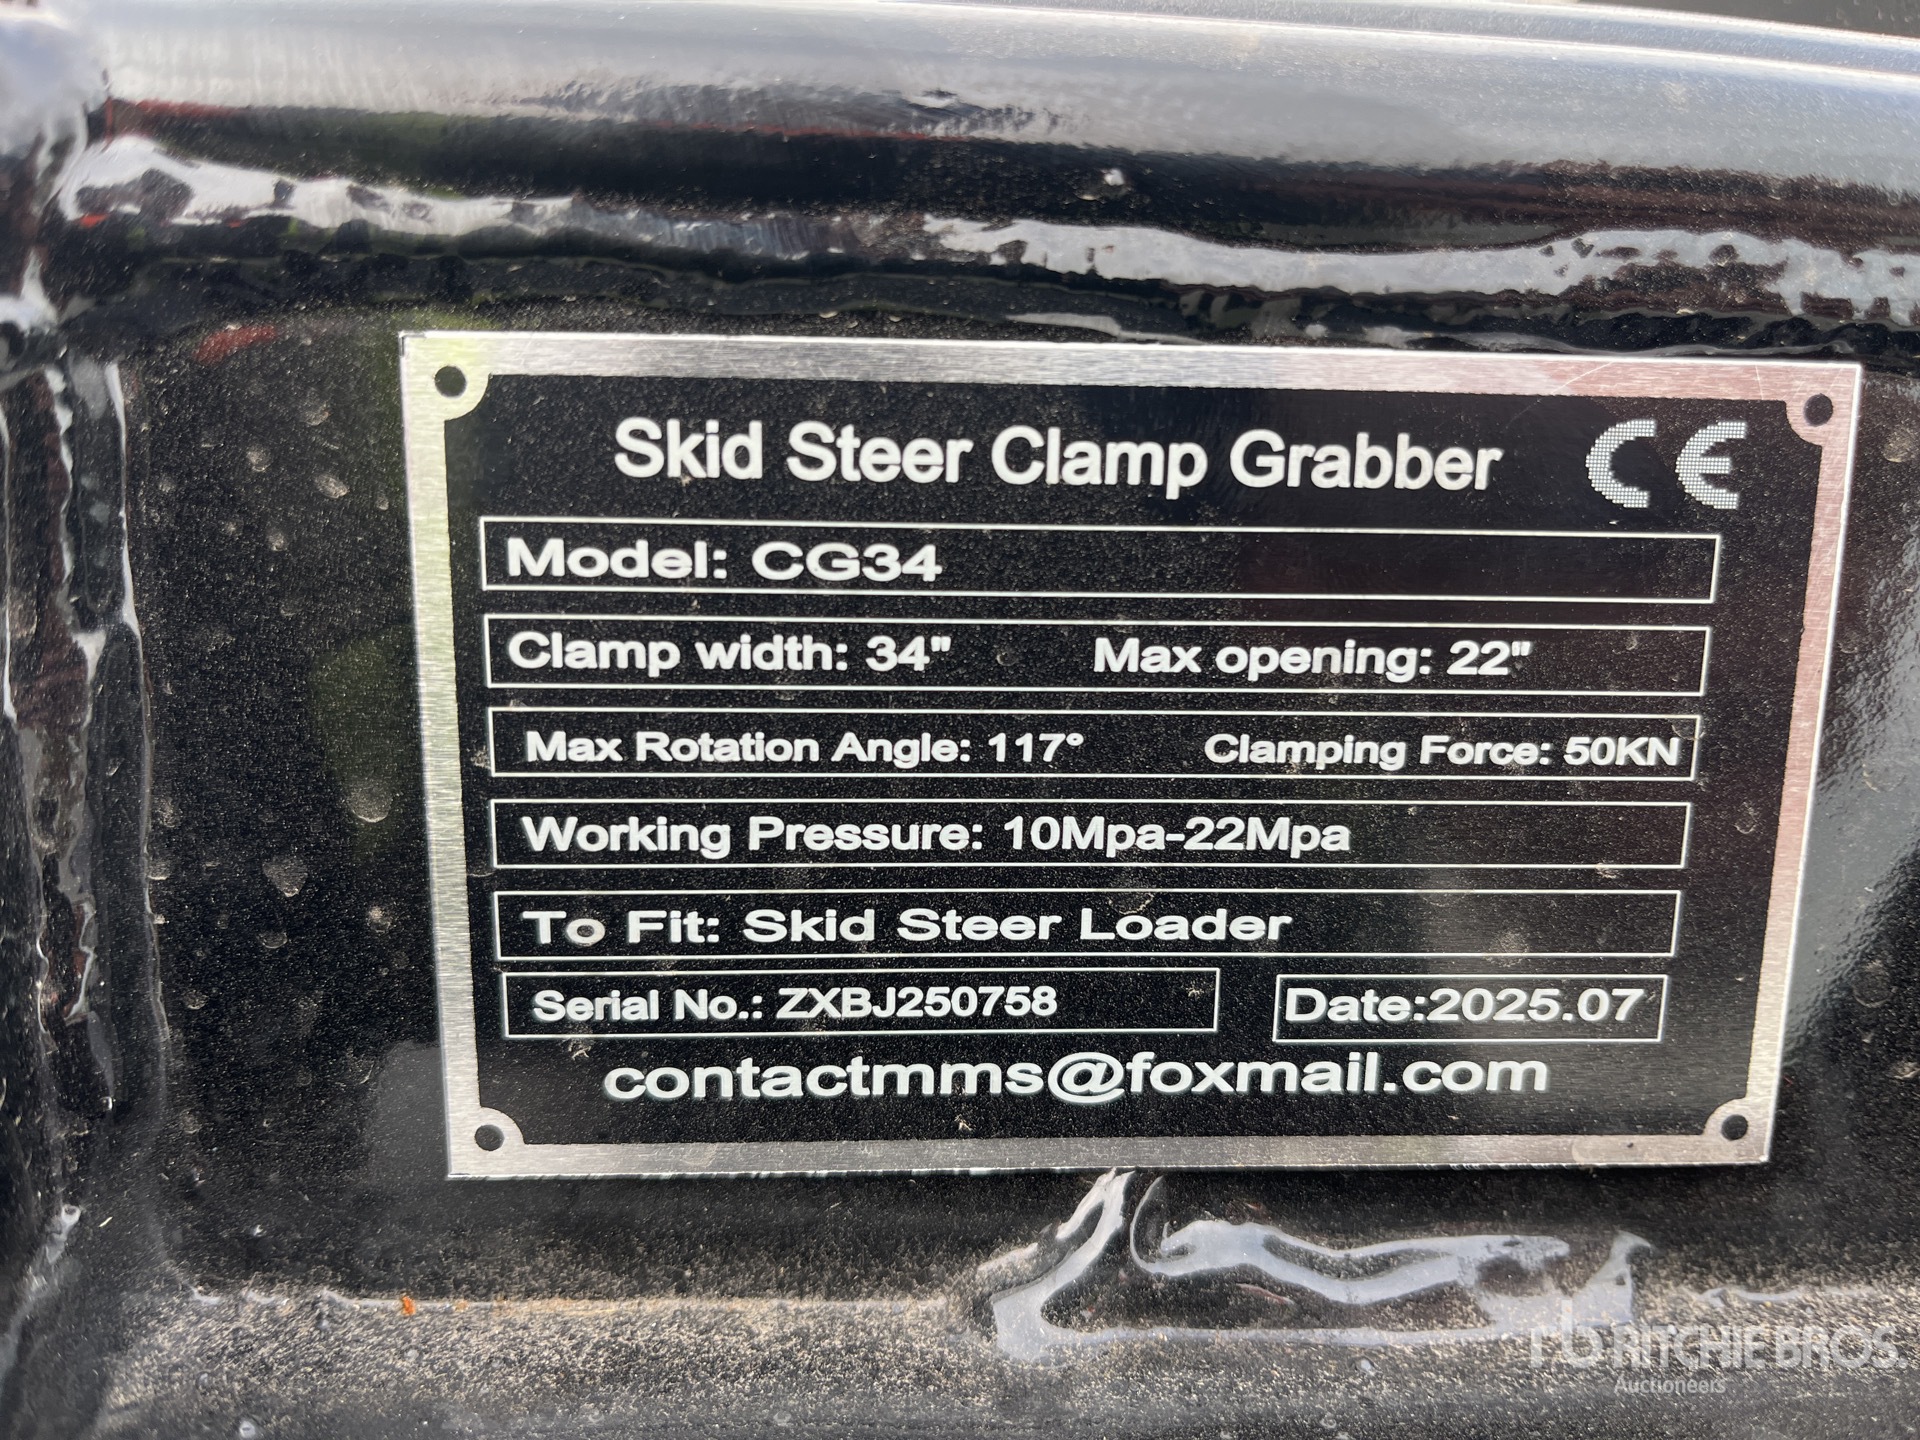 Skid Steer Clamp Grabber CE
Model: CG34
Clamp width: 34" Max opening: 22"
Max Rotation Angle: 117° Clamping Force: 50KN
Working Pressure: 10Mpa-22Mpa
To Fit: Skid Steer Loader
Serial No.: ZXBJ250758 Date:2025.07
contactmms@foxmail.com
rb RITCHIE BROS.
Auctioneers